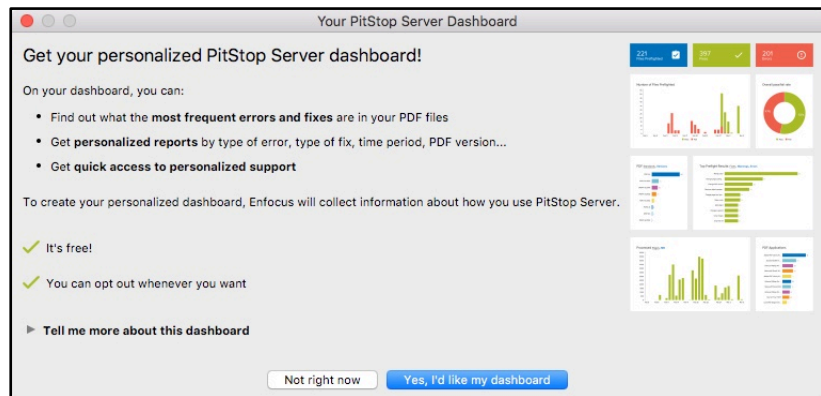 Your PitStop Server Dashboard
Get your personalized PitStop Server dashboard!
On your dashboard, you can:
• Find out what the most frequent errors and fixes are in your PDF files
• Get personalized reports by type of error, type of fix, time period, PDF version...
• Get quick access to personalized support
To create your personalized dashboard, Enfocus will collect information about how you use PitStop Server.
It's free!
You can opt out whenever you want
Tell me more about this dashboard
Not right now
Yes, I'd like my dashboard
221
397
201